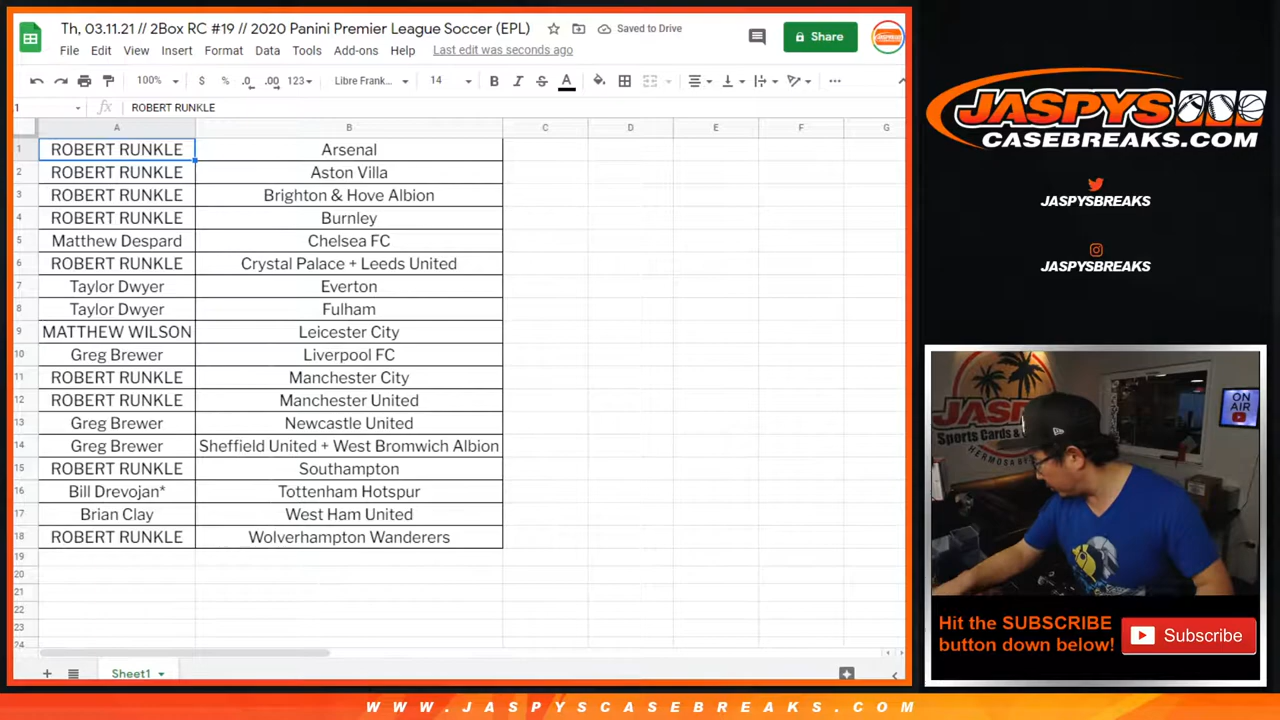 Th, 03.11.21 // 2Box RC #19 // 2020 Panini Premier League Soccer (EPL)
Saved to Drive
Share
File Edit View Insert Format Data Tools Add-ons Help Last edit was seconds ago
100% $ % .0 .00 123 Libre Frank... 14 B I S A
1 fx ROBERT RUNKLE
A B C D E F G
1 ROBERT RUNKLE Arsenal
2 ROBERT RUNKLE Aston Villa
3 ROBERT RUNKLE Brighton & Hove Albion
4 ROBERT RUNKLE Burnley
5 Matthew Despard Chelsea FC
6 ROBERT RUNKLE Crystal Palace + Leeds United
7 Taylor Dwyer Everton
8 Taylor Dwyer Fulham
9 MATTHEW WILSON Leicester City
10 Greg Brewer Liverpool FC
11 ROBERT RUNKLE Manchester City
12 ROBERT RUNKLE Manchester United
13 Greg Brewer Newcastle United
14 Greg Brewer Sheffield United + West Bromwich Albion
15 ROBERT RUNKLE Southampton
16 Bill Drevojan* Tottenham Hotspur
17 Brian Clay West Ham United
18 ROBERT RUNKLE Wolverhampton Wanderers
19
20
21
22
23
24
Sheet1
JASPYS
CASEBREAKS.COM
JASPYSBREAKS
JASPYSBREAKS
JASP
Sports Cards &
HERMOSA BE
ON
AIR
Hit the SUBSCRIBE
button down below!
Subscribe
WWW.JASPYSCASEBREAKS.COM